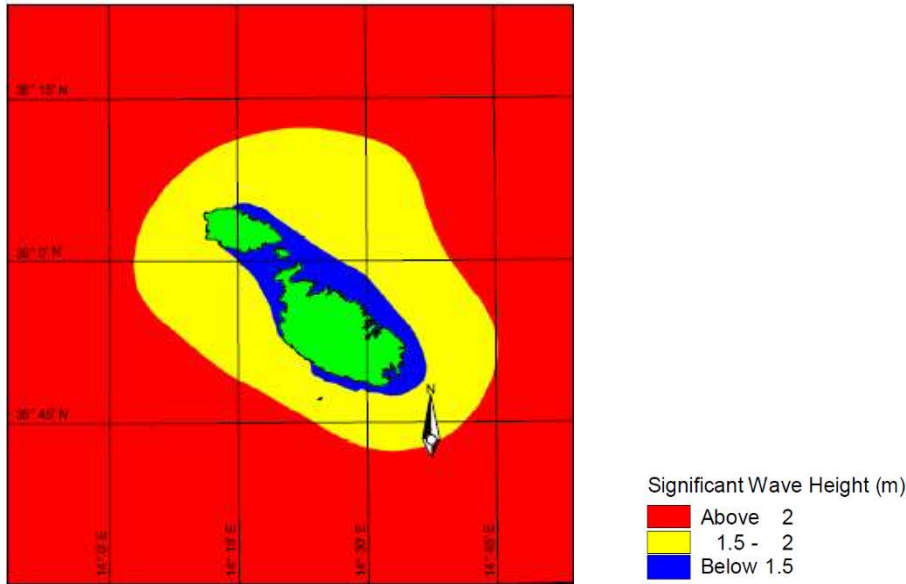 36° 15' N
36° 0' N
35° 45' N
14° 0' E
14° 15' E
14° 30' E
14° 45' E
N
Significant Wave Height (m)
Above 2
1.5 - 2
Below 1.5